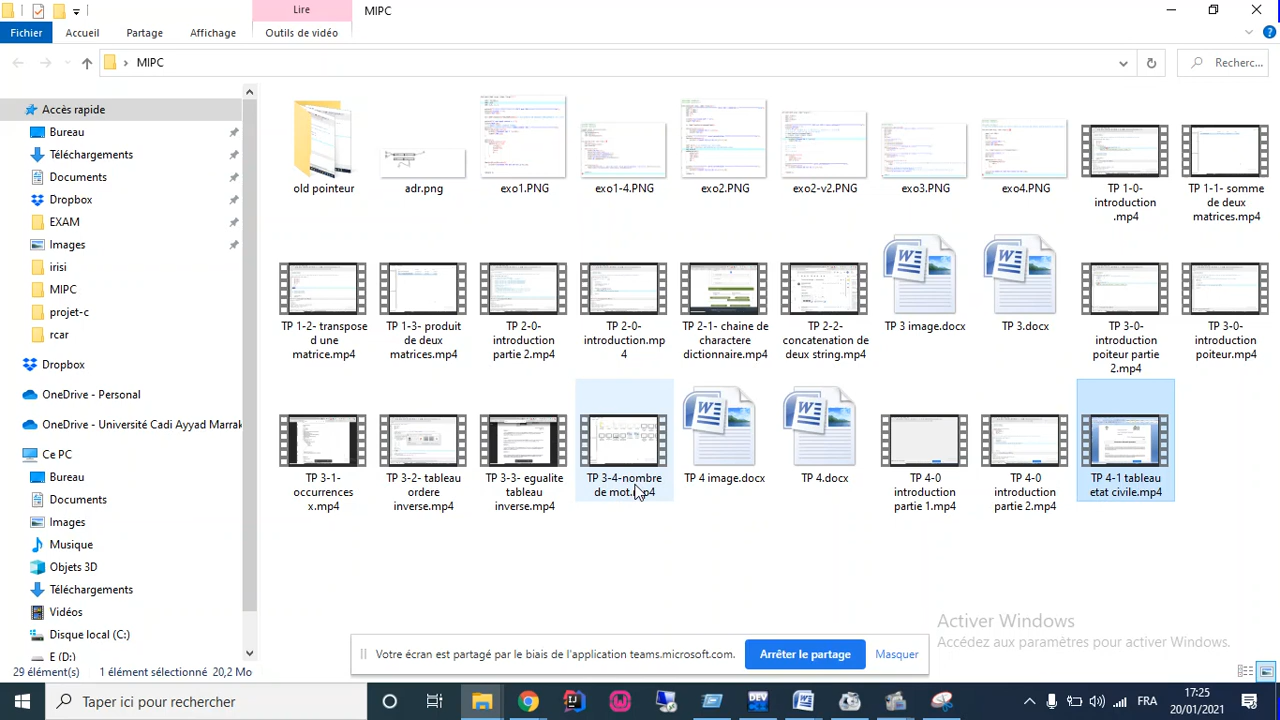 Lire
MIPC
Fichier
Accueil
Partage
Affichage
Outils de vidéo
MIPC
Recherc...
Accès rapide
Bureau
Téléchargements
Documents
Dropbox
EXAM
Images
irisi
MIPC
projet-c
rcar
Dropbox
OneDrive - Personal
OneDrive - Université Cadi Ayyad Marrak
Ce PC
Bureau
Documents
Images
Musique
Objets 3D
Téléchargements
Vidéos
Disque local (C:)
E (D:)
old pointeur
adr.png
exo1.PNG
exo1-4.PNG
exo2.PNG
exo2-v2.PNG
exo3.PNG
exo4.PNG
TP 1-0-
introduction
.mp4
TP 1-1- somme
de deux
matrices.mp4
TP 1-2- transpose
d une
matrice.mp4
TP 1-3- produit
de deux
matrices.mp4
TP 2-0-
introduction
partie 2.mp4
TP 2-0-
introduction.mp
4
TP 2-1- chaine de
charactere
dictionnaire.mp4
TP 2-2-
concatenation de
deux string.mp4
TP 3 image.docx
TP 3.docx
TP 3-0-
introduction
poiteur partie
2.mp4
TP 3-0-
introduction
poiteur.mp4
TP 3-1-
occurrences
x.mp4
TP 3-2- tableau
ordere
inverse.mp4
TP 3-3- egualite
tableau
inverse.mp4
TP 3-4-nombre
de mot.mp4
TP 4 image.docx
TP 4.docx
TP 4-0
introduction
partie 1.mp4
TP 4-0
introduction
partie 2.mp4
TP 4-1 tableau
etat civile.mp4
Activer Windows
Accédez aux paramètres pour activer Windows.
Votre écran est partagé par le biais de l'application teams.microsoft.com.
Arrêter le partage
Masquer
29 élément(s)
1 élément sélectionné 20,2 Mo
Taper ici pour rechercher
FRA
17:25
20/01/2021